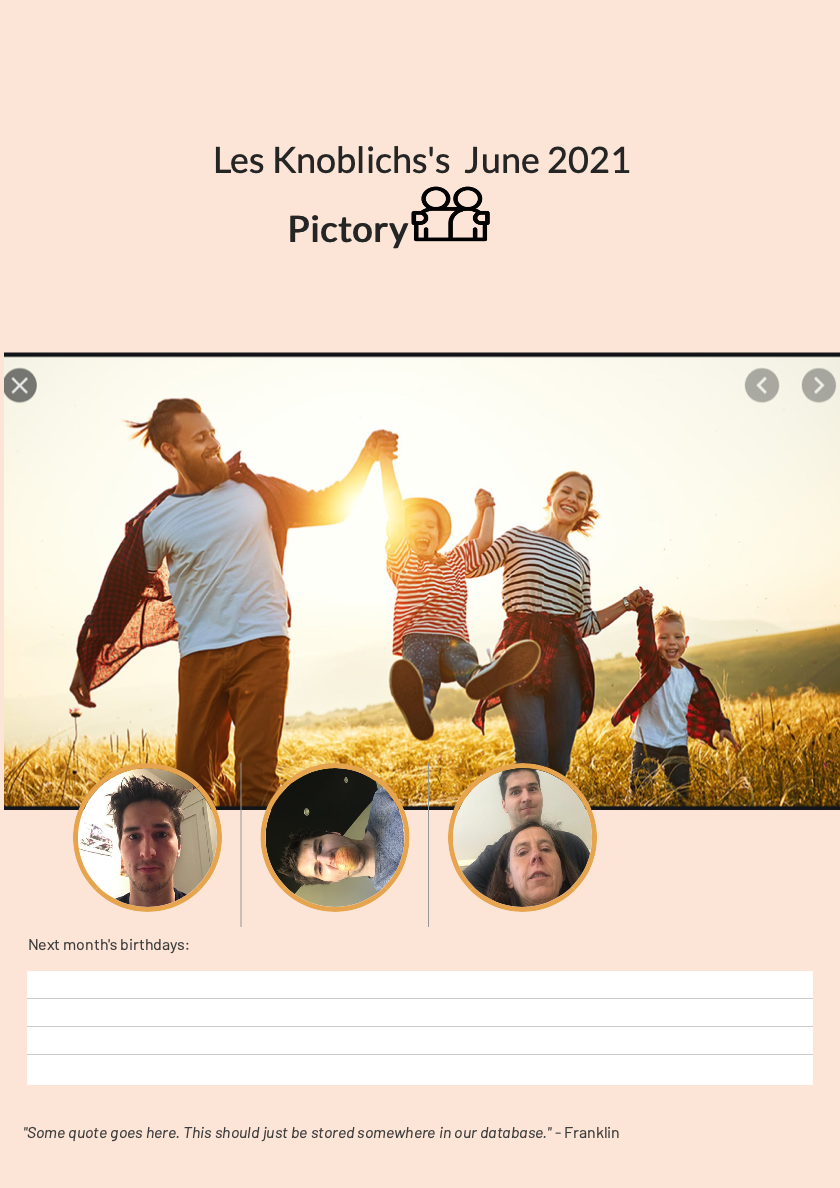 Les Knoblichs's June 2021
Pictory
Next month's birthdays:
"Some quote goes here. This should just be stored somewhere in our database." - Franklin